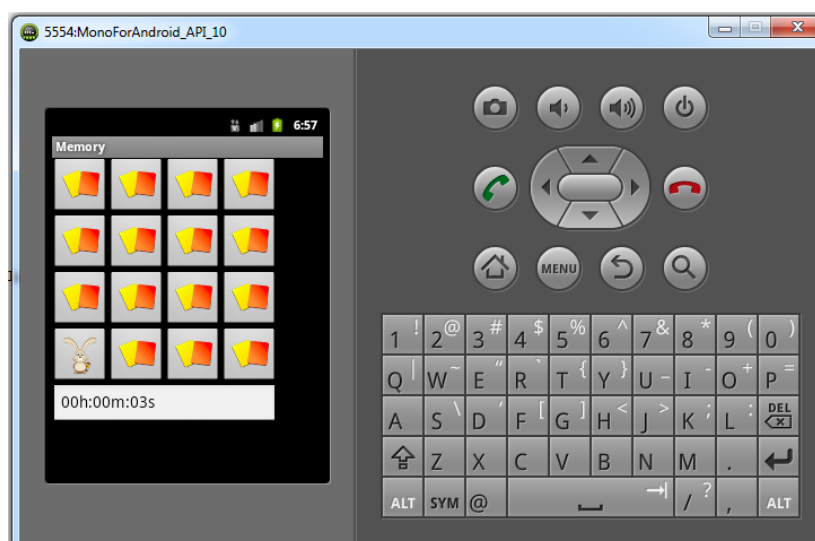 5554:MonoForAndroid_API_10
6:57
Memory
00h:00m:03s
MENU
1 ! 2 @ 3 # 4 $ 5 % 6 ^ 7 & 8 * 9 ( 0 )
Q | W ~ E " R ` T { Y } U _ I - O + P =
A S \ D ' F [ G ] H < J > K ; L : DEL
Z X C V B N M .
ALT SYM @ / ? , ALT